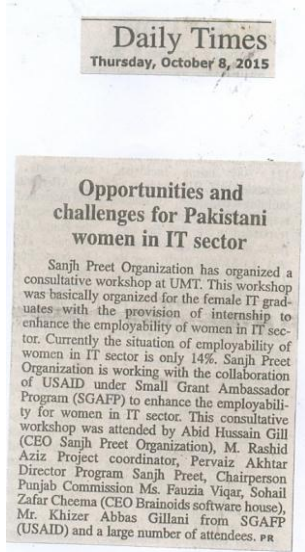 Daily Times
Thursday, October 8, 2015
Opportunities and
challenges for Pakistani
women in IT sector
Sanjh Preet Organization has organized a
consultative workshop at UMT. This workshop
was basically organized for the female IT grad-
uates with the provision of internship to
enhance the employability of women in IT sec-
tor. Currently the situation of employability of
women in IT sector is only 14%. Sanjh Preet
Organization is working with the collaboration
of USAID under Small Grant Ambassador
Program (SGAFP) to enhance the employabili-
ty for women in IT sector. This consultative
workshop was attended by Abid Hussain Gill
(CEO Sanjh Preet Organization), M. Rashid
Aziz Project coordinator, Pervaiz Akhtar
Director Program Sanjh Preet, Chairperson
Punjab Commission Ms. Fauzia Viqar, Sohail
Zafar Cheema (CEO Brainoids software house),
Mr. Khizer Abbas Gillani from SGAFP
(USAID) and a large number of attendees. PR